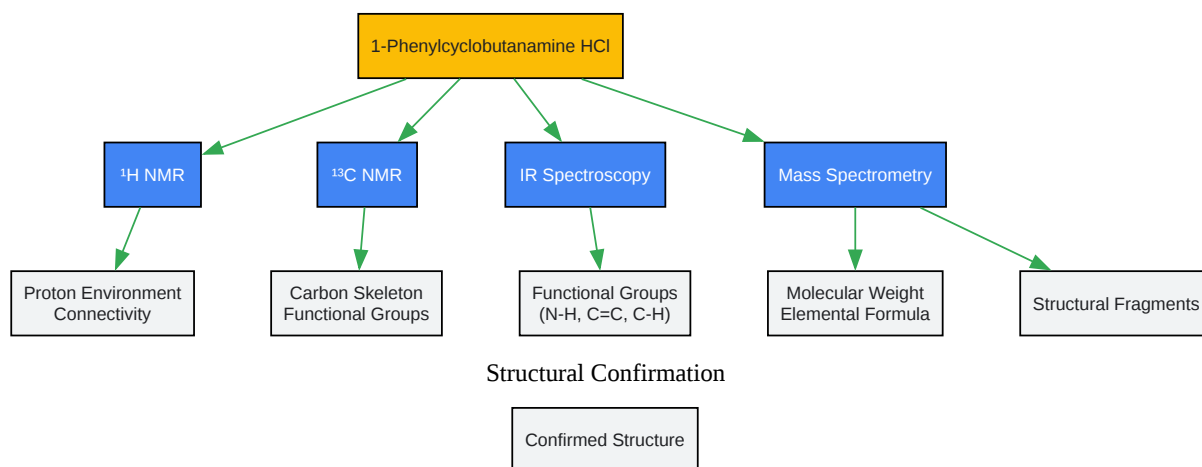 1-Phenylcyclobutanamine HCl
¹H NMR
¹³C NMR
IR Spectroscopy
Mass Spectrometry
Proton Environment
Connectivity
Carbon Skeleton
Functional Groups
Functional Groups
(N-H, C=C, C-H)
Molecular Weight
Elemental Formula
Structural Fragments
Structural Confirmation
Confirmed Structure